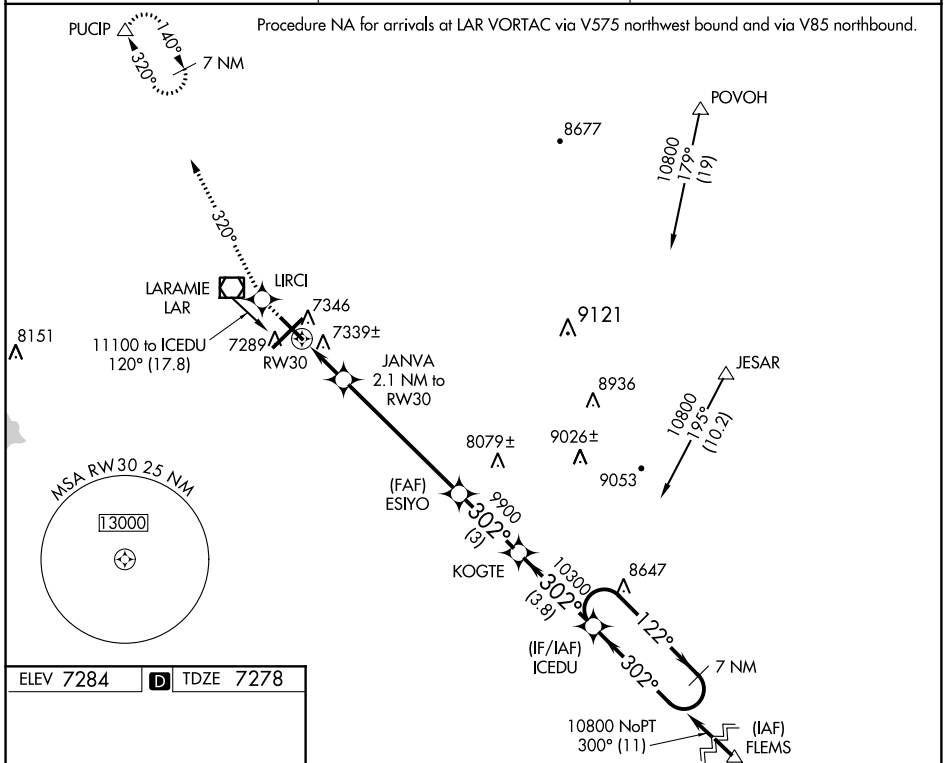 Procedure NA for arrivals at LAR VORTAC via V575 northwest bound and via V85 northbound.
PUCIP
140°
320°
7 NM
POVOH
8677
10800
179°
(19)
320°
LARAMIE
LAR
LIRCI
7346
7289
7339±
RW30
11100 to ICEDU
120° (17.8)
8151
JANVA
2.1 NM to
RW30
9121
JESAR
8936
10800
195°
(10.2)
8079±
9026±
9053
(FAF)
ESIYO
9900
302°
(3)
MSA RW30 25 NM
13000
KOGTE
10300
302°
(3.8)
8647
122°
(IF/IAF)
ICEDU
302°
7 NM
ELEV 7284
D
TDZE 7278
10800 NoPT
300° (11)
(IAF)
FLEMS